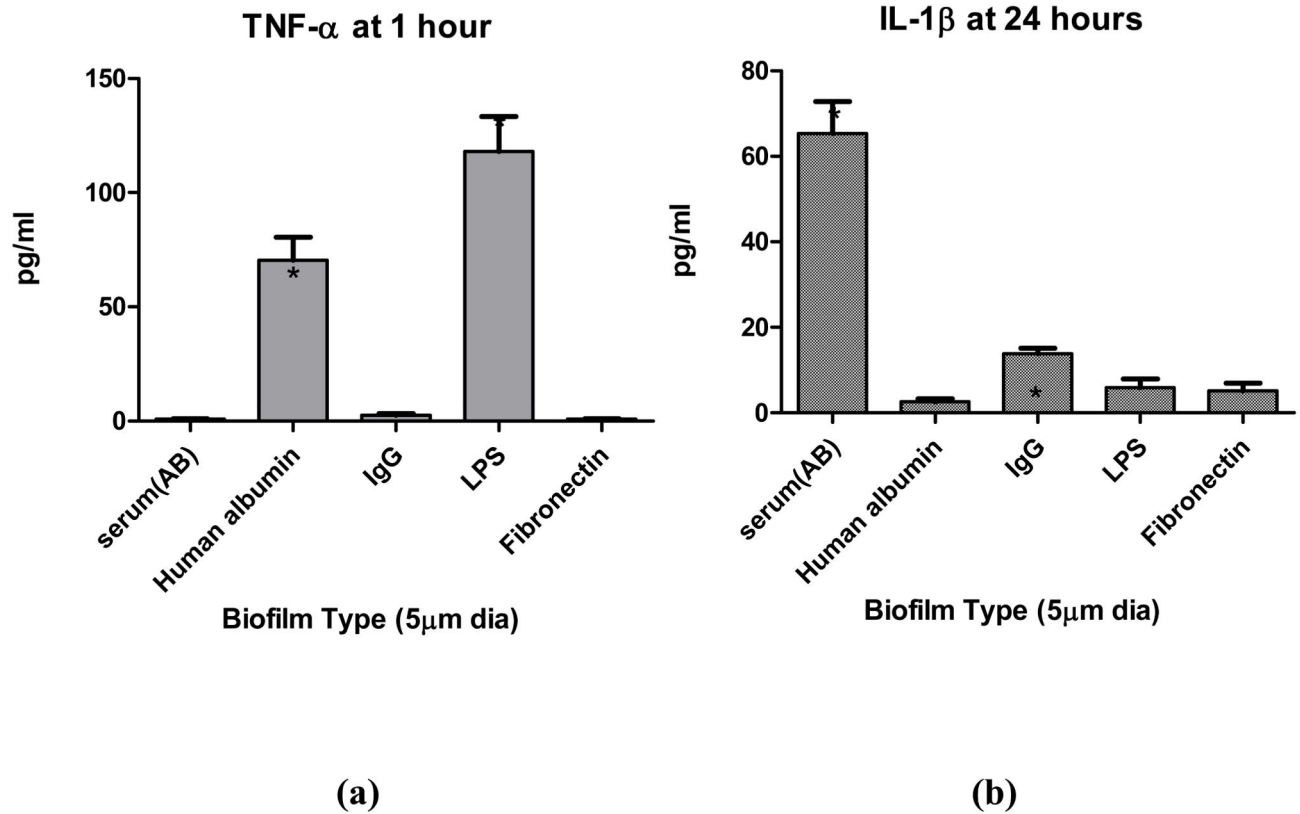 TNF-α at 1 hour
150
100
50
0
pg/ml
serum(AB)
Human albumin
IgG
LPS
Fibronectin
*
*
Biofilm Type (5μm dia)
(a)
IL-1β at 24 hours
80
60
40
20
0
pg/ml
serum(AB)
Human albumin
IgG
LPS
Fibronectin
*
*
Biofilm Type (5μm dia)
(b)